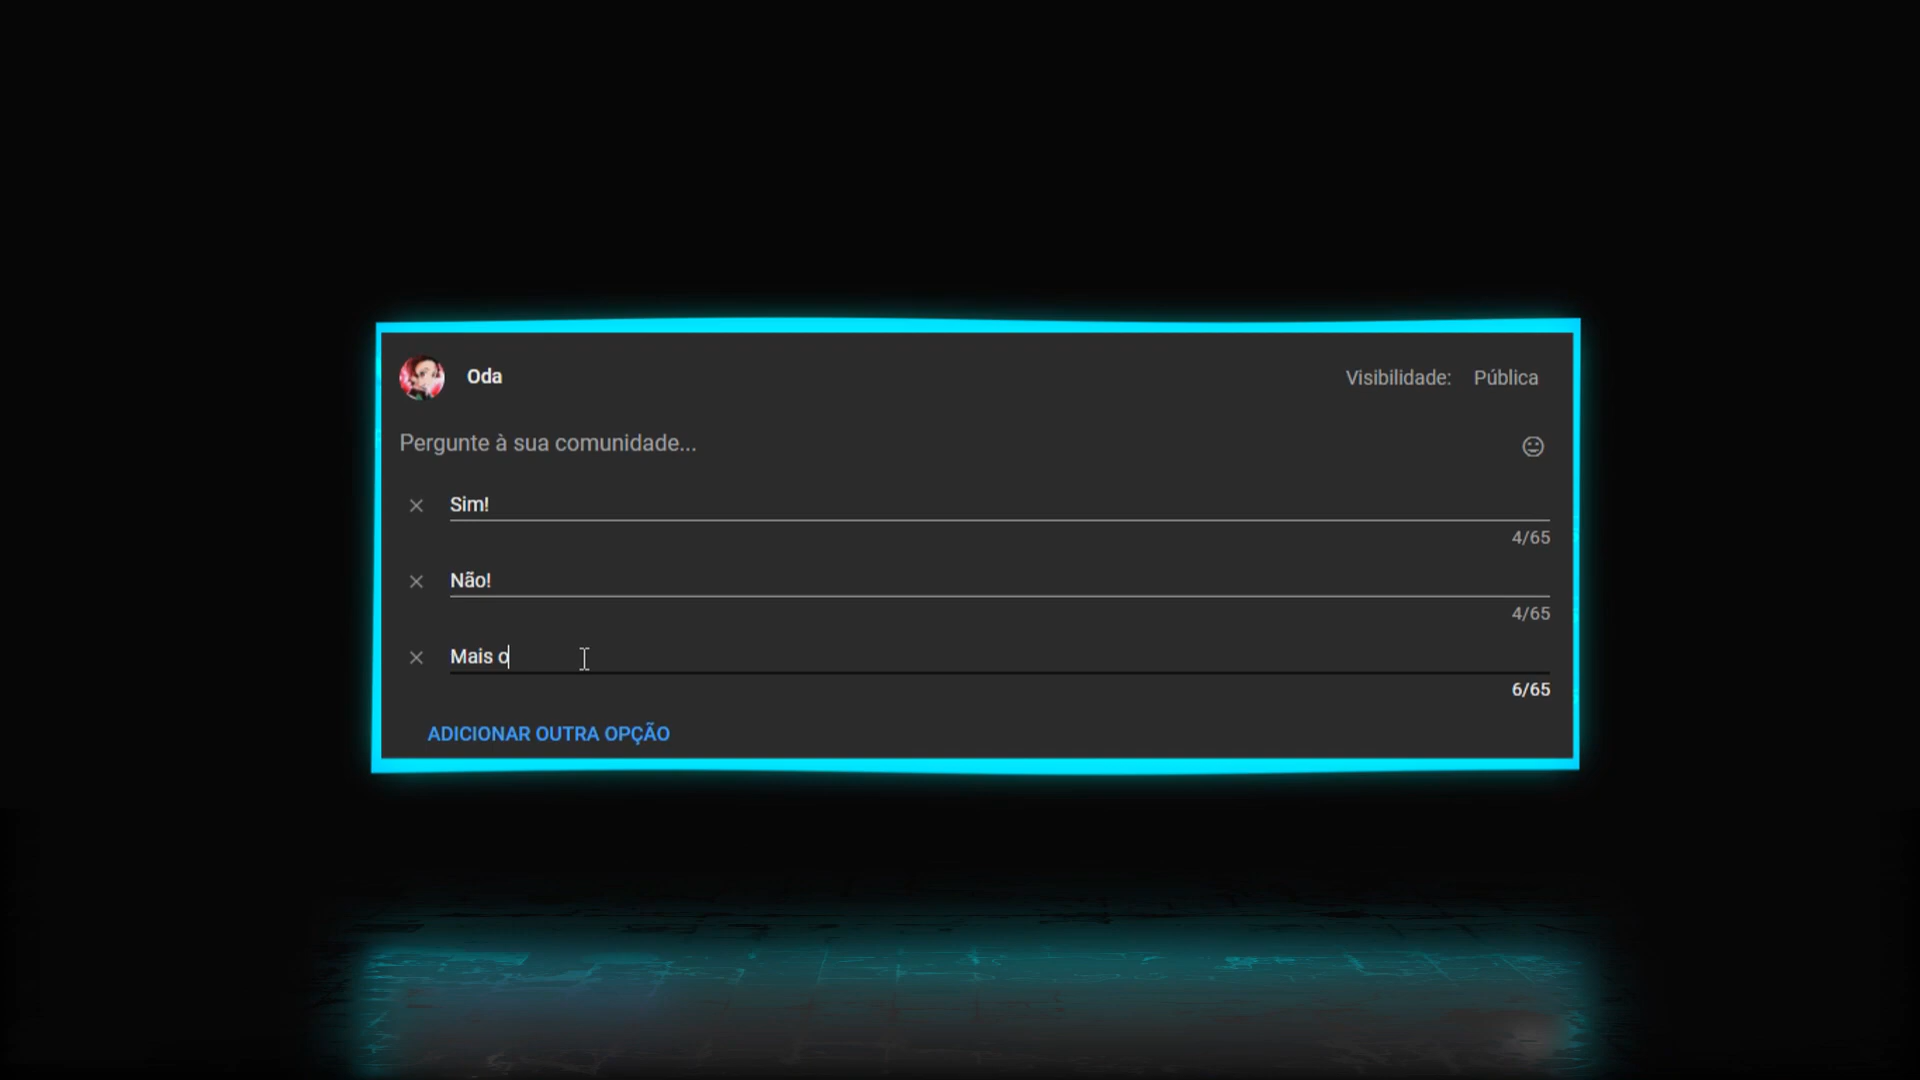 Oda
Visibilidade: Pública
Pergunte à sua comunidade...
Sim!
4/65
Não!
4/65
Mais o
6/65
ADICIONAR OUTRA OPÇÃO